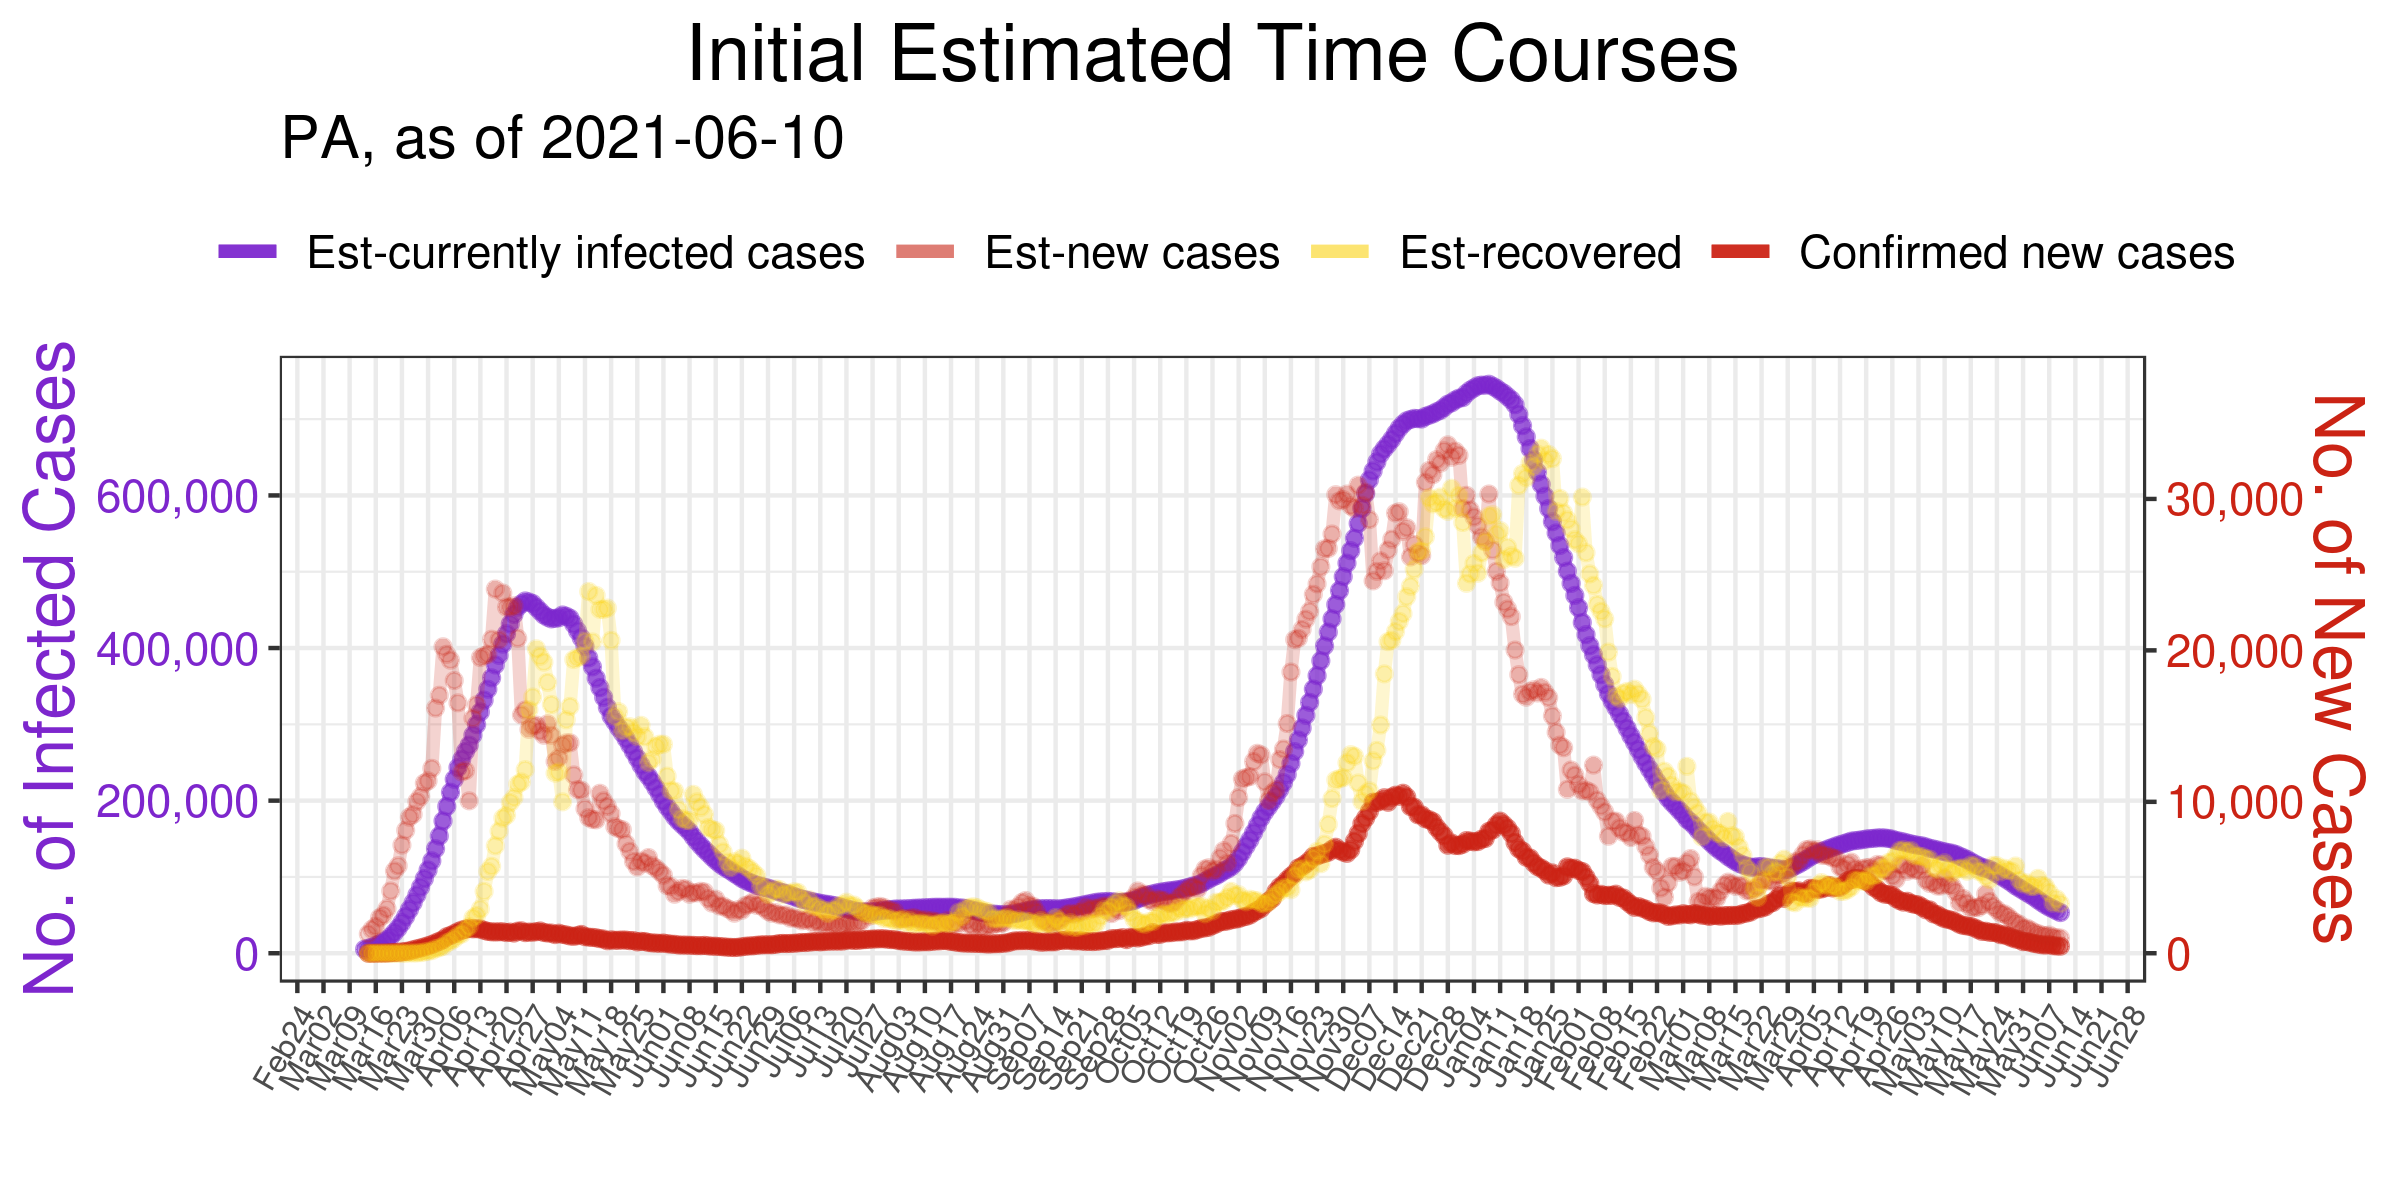 Initial Estimated Time Courses
PA, as of 2021-06-10
Est-currently infected cases Est-new cases Est-recovered Confirmed new cases
No. of Infected Cases
600,000
400,000
200,000
0
30,000
20,000
10,000
0
No. of New Cases
Feb24
Mar02
Mar09
Mar16
Mar23
Mar30
Apr06
Apr13
Apr20
Apr27
May04
May11
May18
May25
Jun01
Jun08
Jun15
Jun22
Jun29
Jul06
Jul13
Jul20
Jul27
Aug03
Aug10
Aug17
Aug24
Aug31
Sep07
Sep14
Sep21
Sep28
Oct05
Oct12
Oct19
Oct26
Nov02
Nov09
Nov16
Nov23
Nov30
Dec07
Dec14
Dec21
Dec28
Jan04
Jan11
Jan18
Jan25
Feb01
Feb08
Feb15
Feb22
Mar01
Mar08
Mar15
Mar22
Mar29
Apr05
Apr12
Apr19
Apr26
May03
May10
May17
May24
May31
Jun07
Jun14
Jun21
Jun28